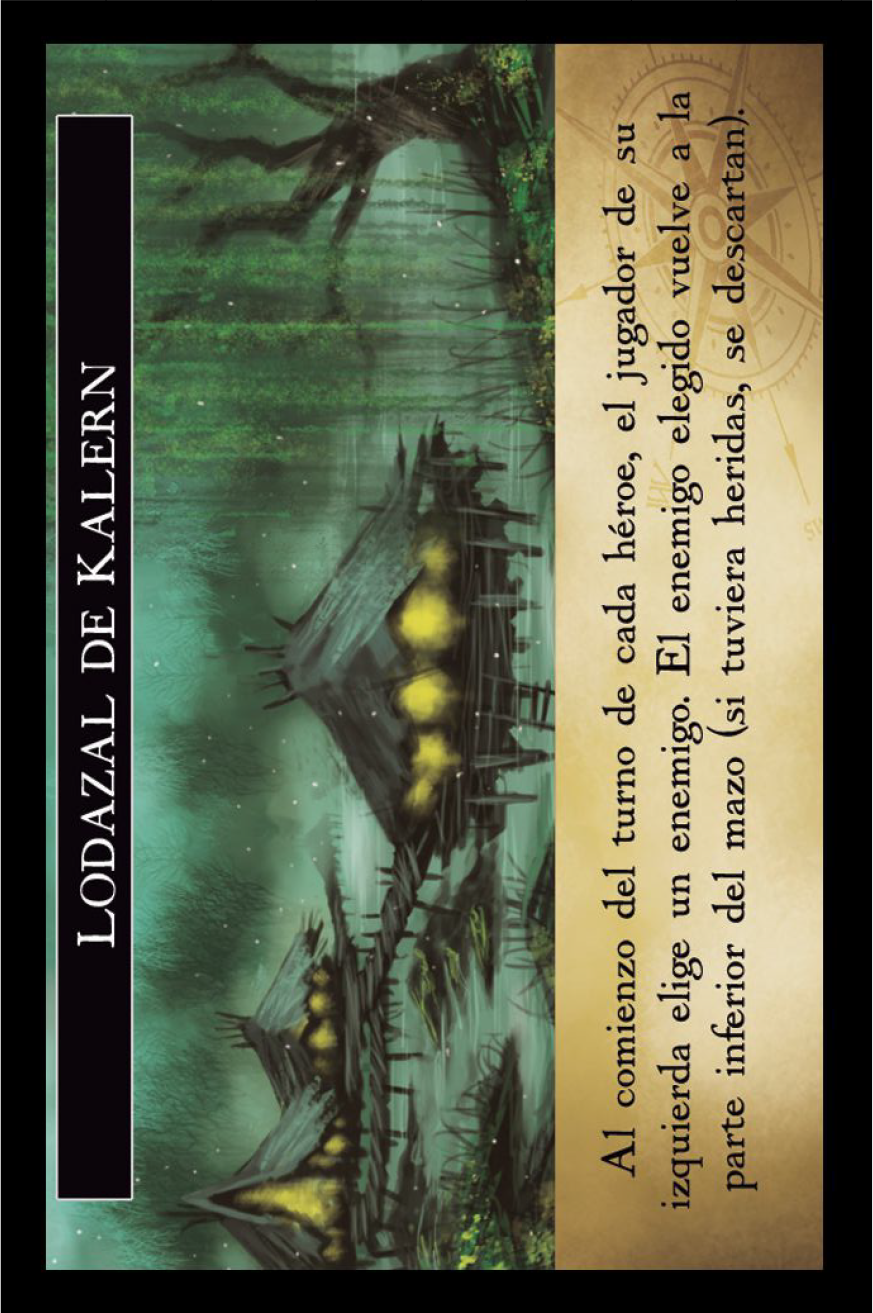 LODAZAL DE KALERN
Al comienzo del turno de cada héroe, el jugador de su
izquierda elige un enemigo. El enemigo elegido vuelve a la
parte inferior del mazo (si tuviera heridas, se descartan).